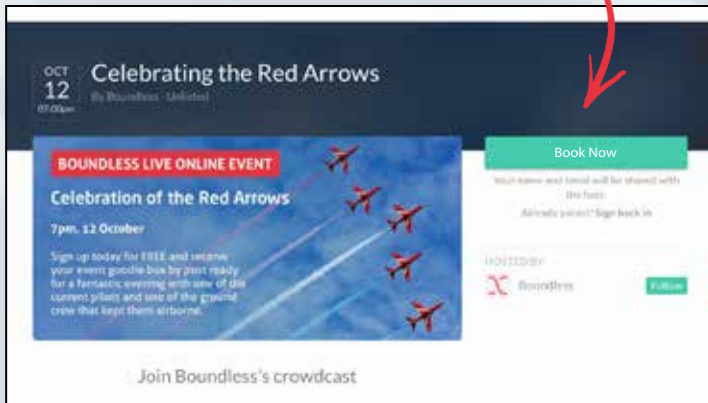 OCT
12
07:00pm
Celebrating the Red Arrows
By Boundless · Unlisted
BOUNDLESS LIVE ONLINE EVENT
Celebration of the Red Arrows
7pm, 12 October
Sign up today for FREE and receive
your event goodie box by post ready
for a fantastic evening with one of the
current pilots and one of the ground
crew that kept them airborne.
Book Now
Your name and email will be shared with
the host.
Already joined? Sign back in
HOSTED BY
Boundless
Follow
Join Boundless's crowdcast